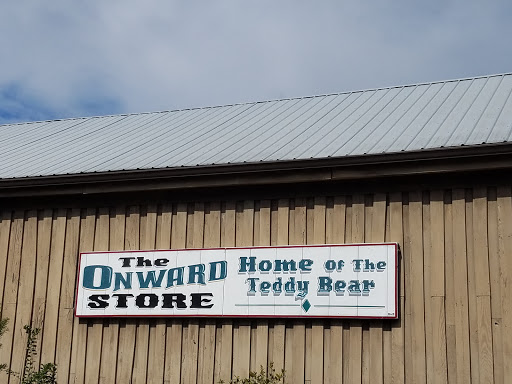 The
ONWARD
STORE
Home of The
Teddy Bear